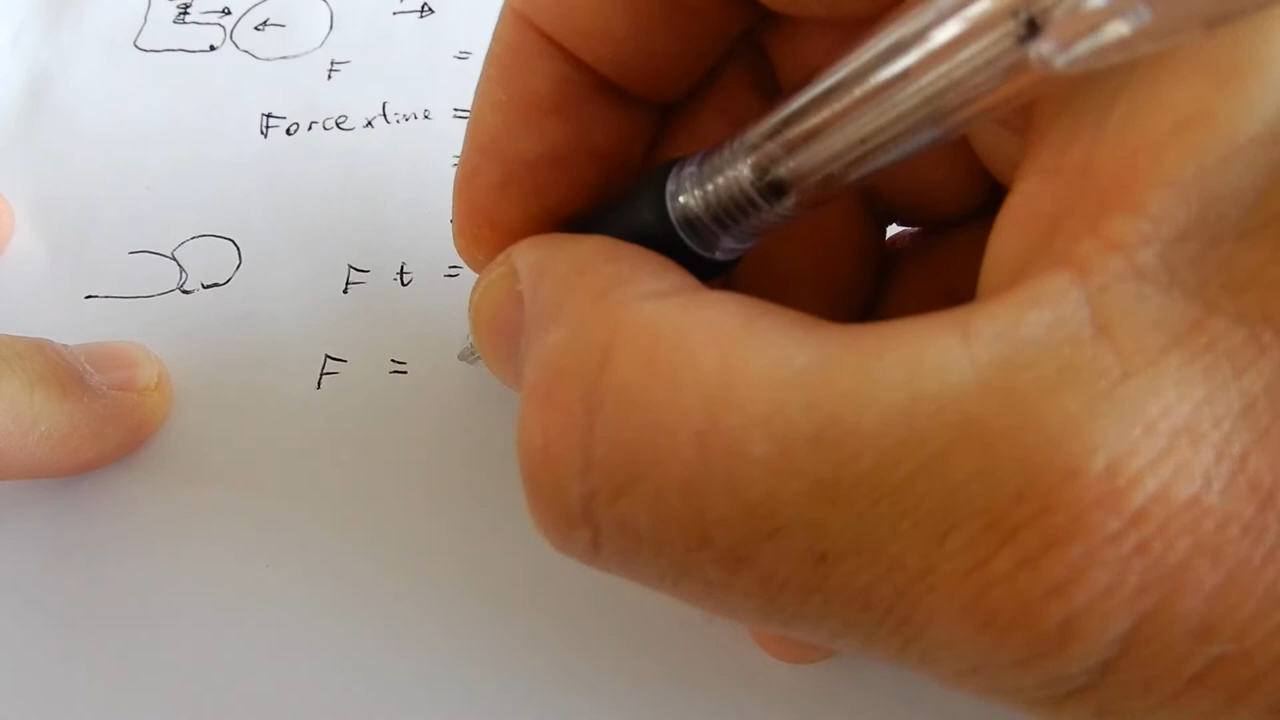 F =
Force x time =
=
F t =
F =